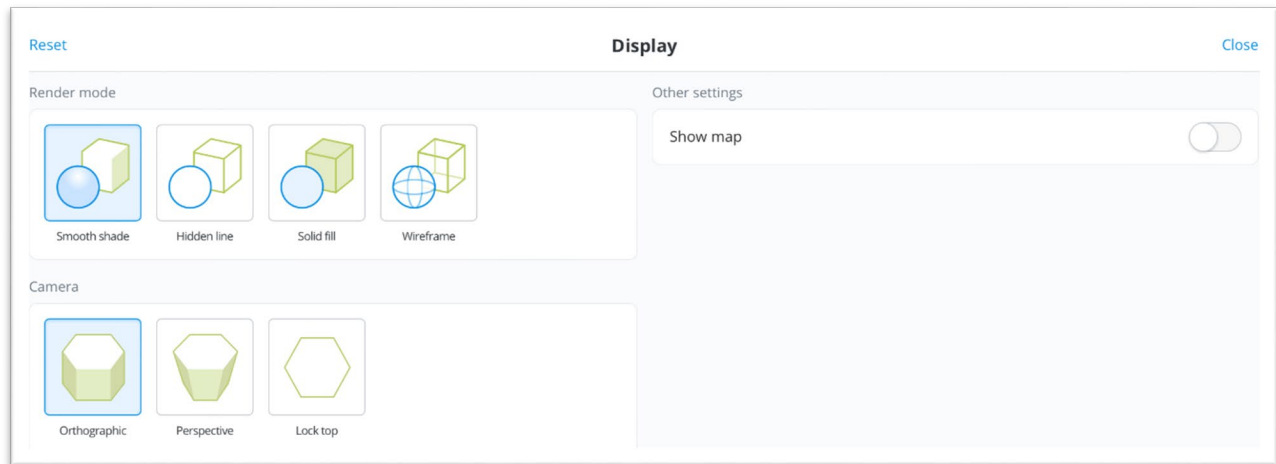 Reset
Display
Close
Render mode
Smooth shade
Hidden line
Solid fill
Wireframe
Camera
Orthographic
Perspective
Lock top
Other settings
Show map